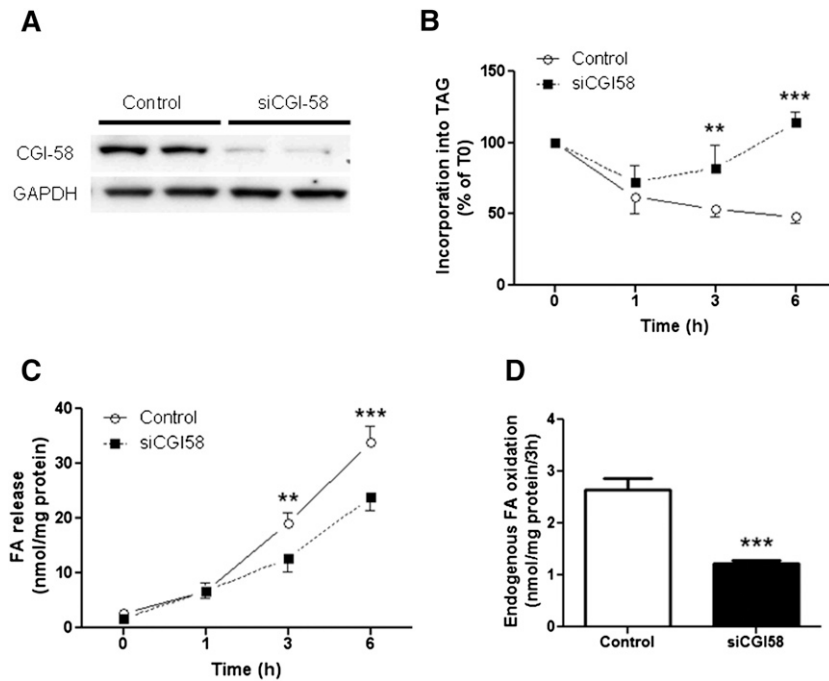 A
Control siCGI-58
CGI-58
GAPDH
B
Control
siCGI58
Incorporation into TAG
(% of T0)
150
100
50
0
**
***
0 1 3 6
Time (h)
C
Control
siCGI58
FA release
(nmol/mg protein)
40
30
20
10
0
**
***
0 1 3 6
Time (h)
D
Endogenous FA oxidation
(nmol/mg protein/3h)
4
3
2
1
0
***
Control siCGI58